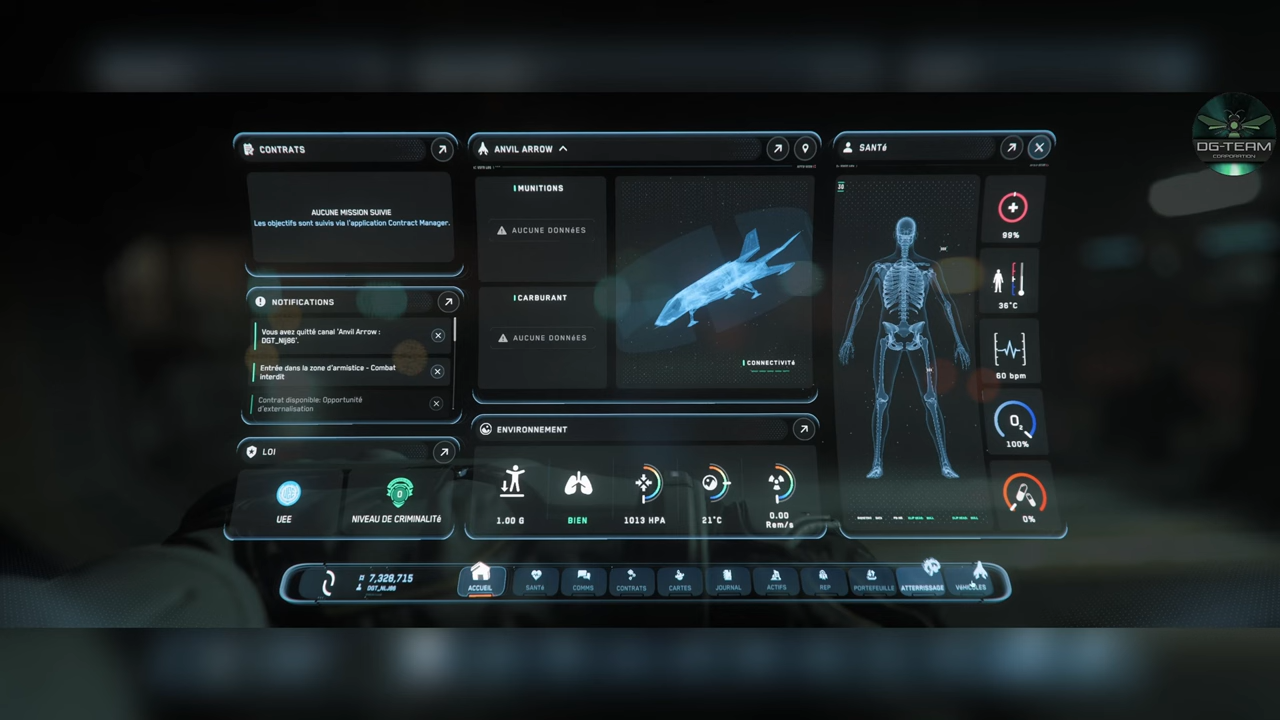 CONTRATS
AUCUNE MISSION SUIVIE
Les objectifs sont suivis via l'application Contract Manager.
NOTIFICATIONS
Vous avez quitté canal 'Anvil Arrow :
DGT_Nij86'.
Entrée dans la zone d'armistice - Combat
interdit
Contrat disponible: Opportunité
d'externalisation
LOI
UEE
0
NIVEAU DE CRIMINALITé
ANVIL ARROW
MUNITIONS
AUCUNE DONNéES
CARBURANT
AUCUNE DONNéES
CONNECTIVITé
ENVIRONNEMENT
1.00 G
BIEN
1013 HPA
21°C
0.00
Rem/s
SANTé
99%
36°C
60 bpm
O2
100%
0%
7,328,715
DGT_NIJ86
ACCUEIL
SANTé
COMMS
CONTRATS
CARTES
JOURNAL
ACTIFS
REP
PORTEFEUILLE
ATTERRISSAGE
VéHICULES
DG-TEAM
CORPORATION